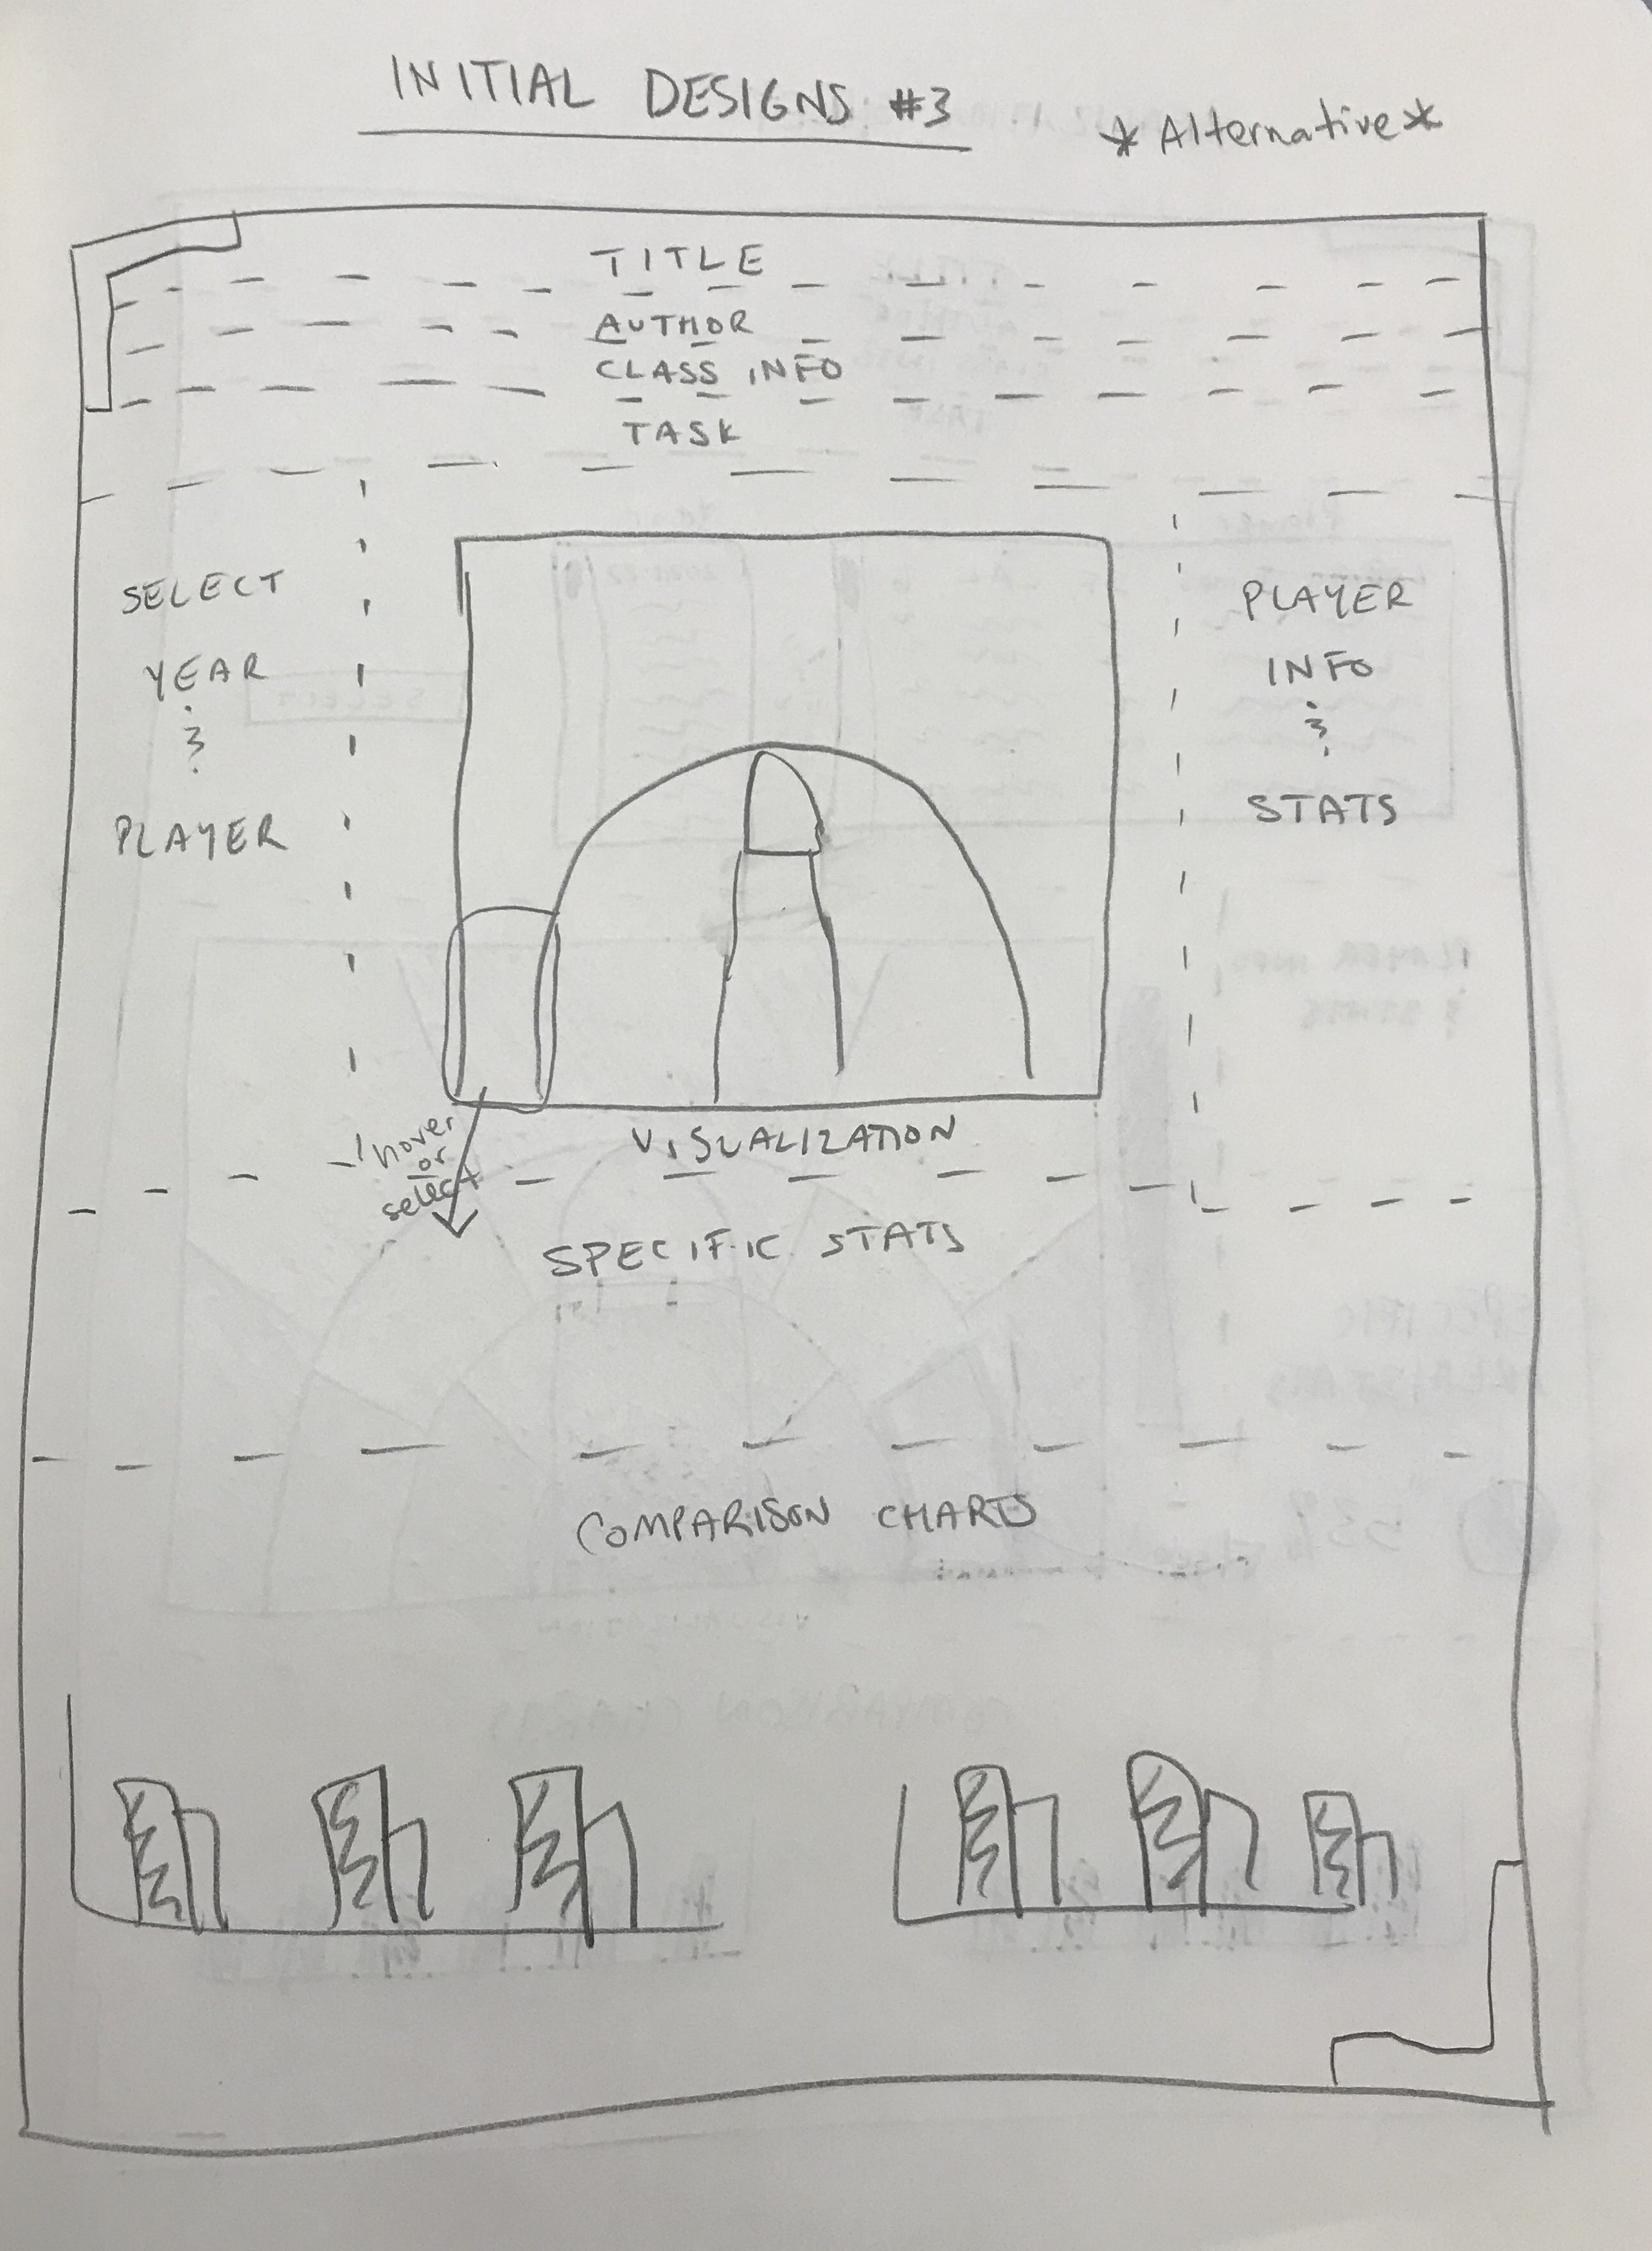 INITIAL DESIGNS #3
*Alternative*
TITLE
AUTHOR
CLASS INFO
TASK
SELECT
YEAR
&
PLAYER
PLAYER
INFO
&
STATS
VISUALIZATION
hover
or
select
SPECIFIC STATS
COMPARISON CHARTS